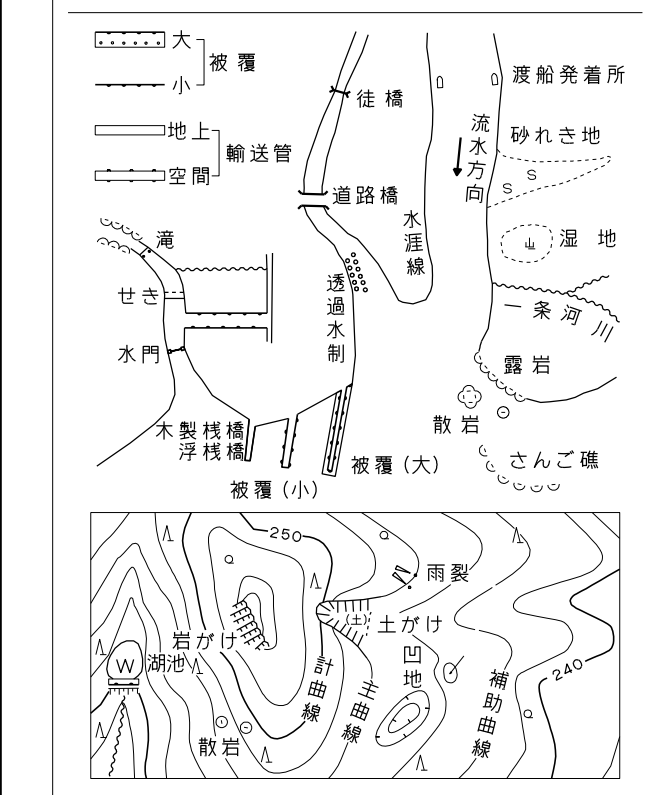 大
小
被覆
地上
空間
輸送管
徒橋
渡船発着所
流水方向
砂れき地
S
S
道路橋
水涯線
滝
湿地
せき
透過水制
一条河川
水門
露岩
散岩
木製桟橋
浮桟橋
さんご礁
被覆(大)
被覆(小)
250
雨裂
(土)
土がけ
岩がけ
W
湖池
凹地
計曲線
主曲線
補助曲線
240
散岩